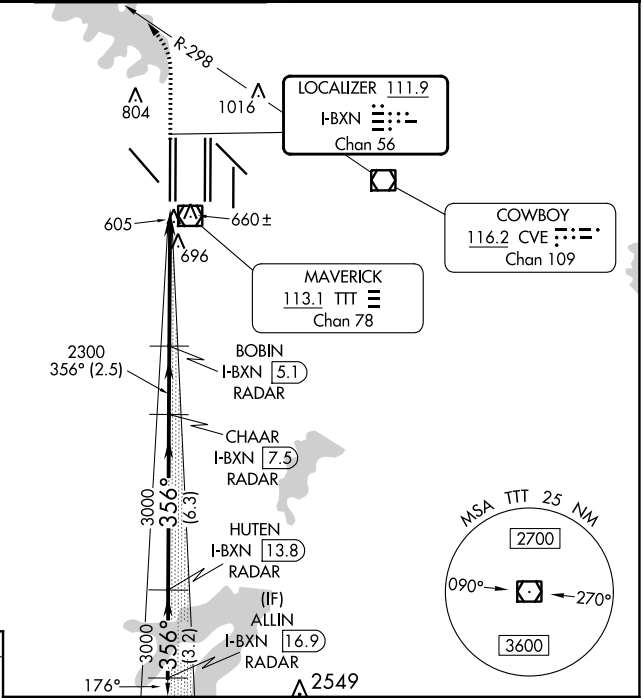 R-298
804
1016
LOCALIZER 111.9
I-BXN
Chan 56
605
660±
696
COWBOY
116.2 CVE
Chan 109
MAVERICK
113.1 TTT
Chan 78
2300
356° (2.5)
BOBIN
I-BXN 5.1
RADAR
CHAAR
I-BXN 7.5
RADAR
3000
356°
(6.3)
HUTEN
I-BXN 13.8
RADAR
3000
356°
(3.2)
(IF)
ALLIN
I-BXN 16.9
RADAR
176°
2549
MSA TTT 25 NM
2700
090°
270°
3600